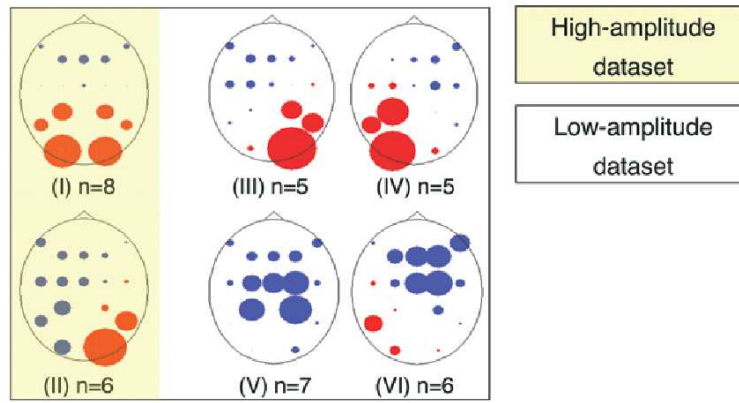 High-amplitude
dataset
Low-amplitude
dataset
(I) n=8
(III) n=5
(IV) n=5
(II) n=6
(V) n=7
(VI) n=6